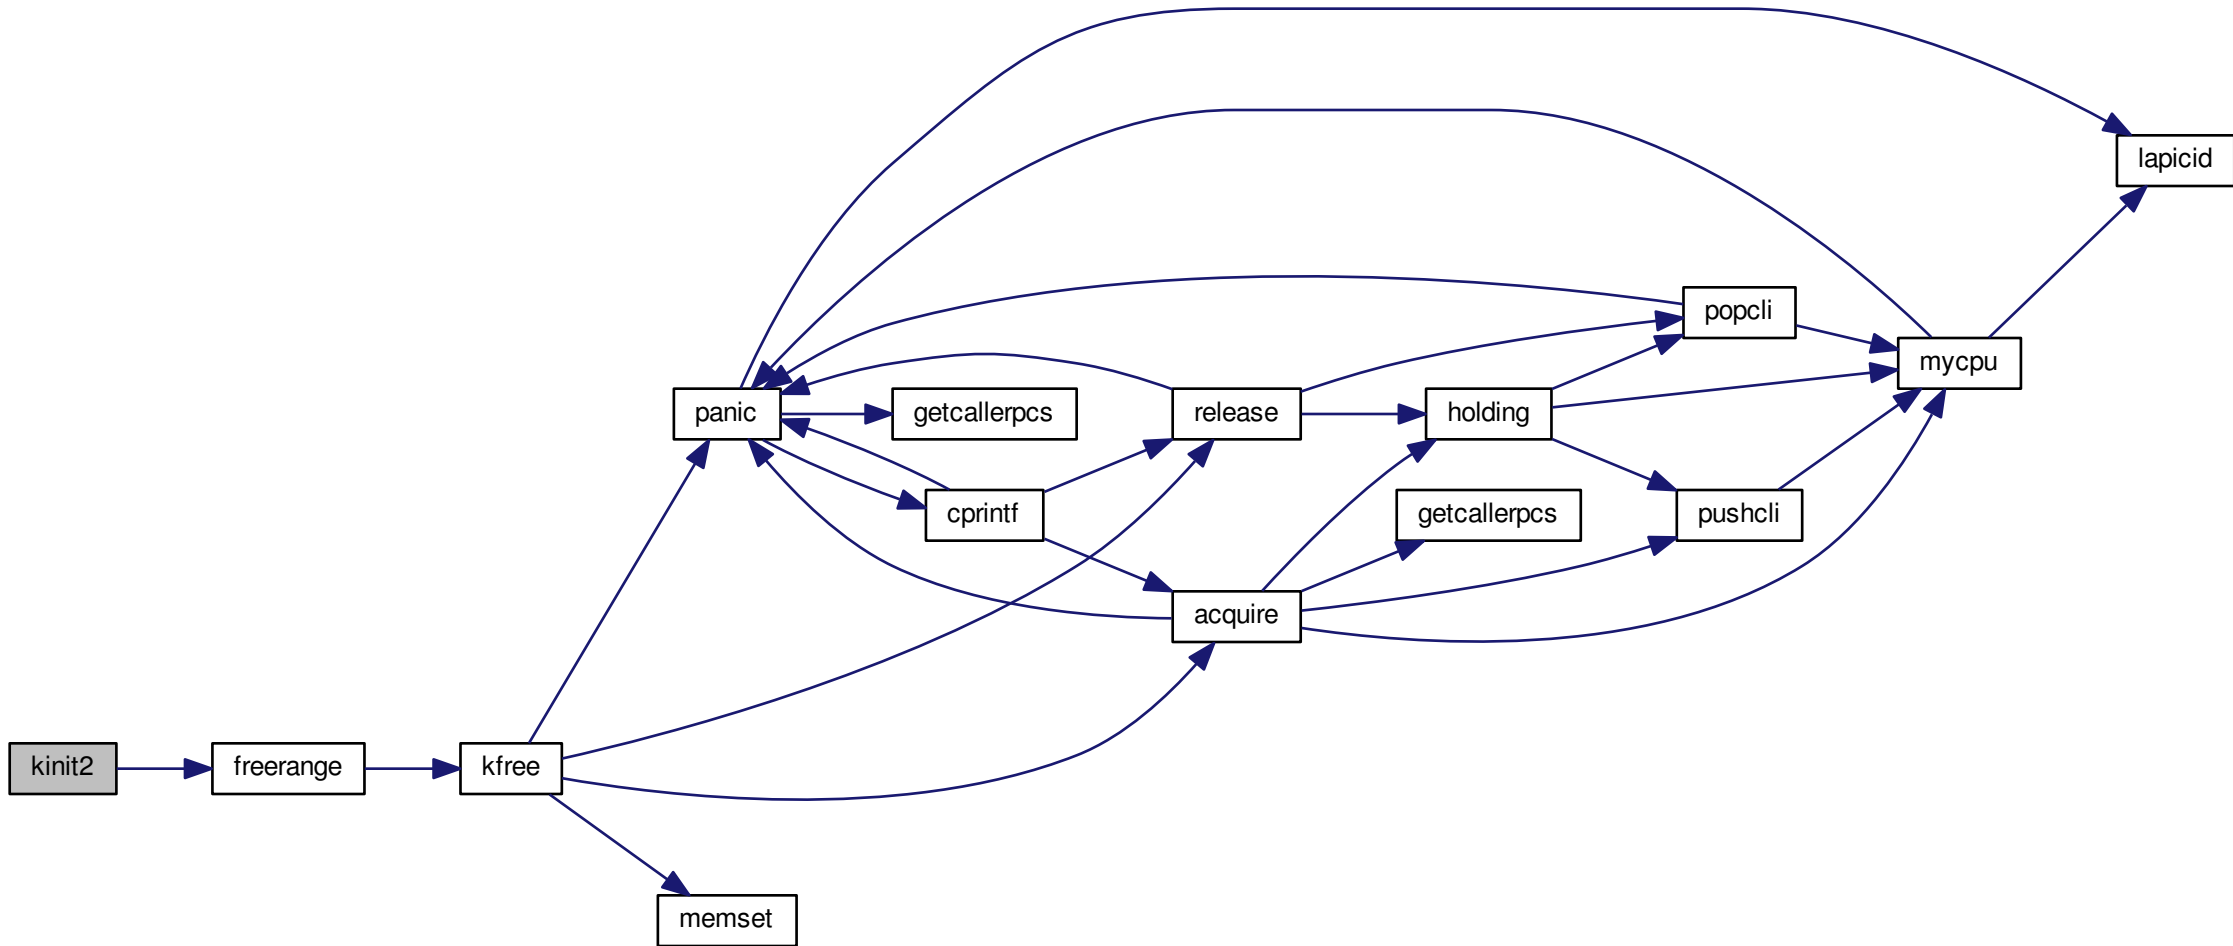 lapicid
popcli
mycpu
panic
getcallerpcs
release
holding
cprintf
getcallerpcs
pushcli
acquire
kinit2
freerange
kfree
memset